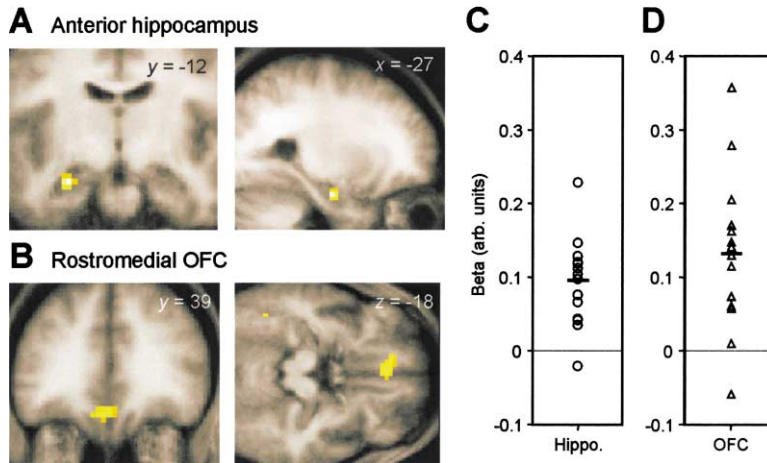 A Anterior hippocampus
y = -12
x = -27
B Rostromedial OFC
y = 39
z = -18
C
Beta (arb. units)
0.4
0.3
0.2
0.1
0
-0.1
Hippo.
D
0.4
0.3
0.2
0.1
0
-0.1
OFC